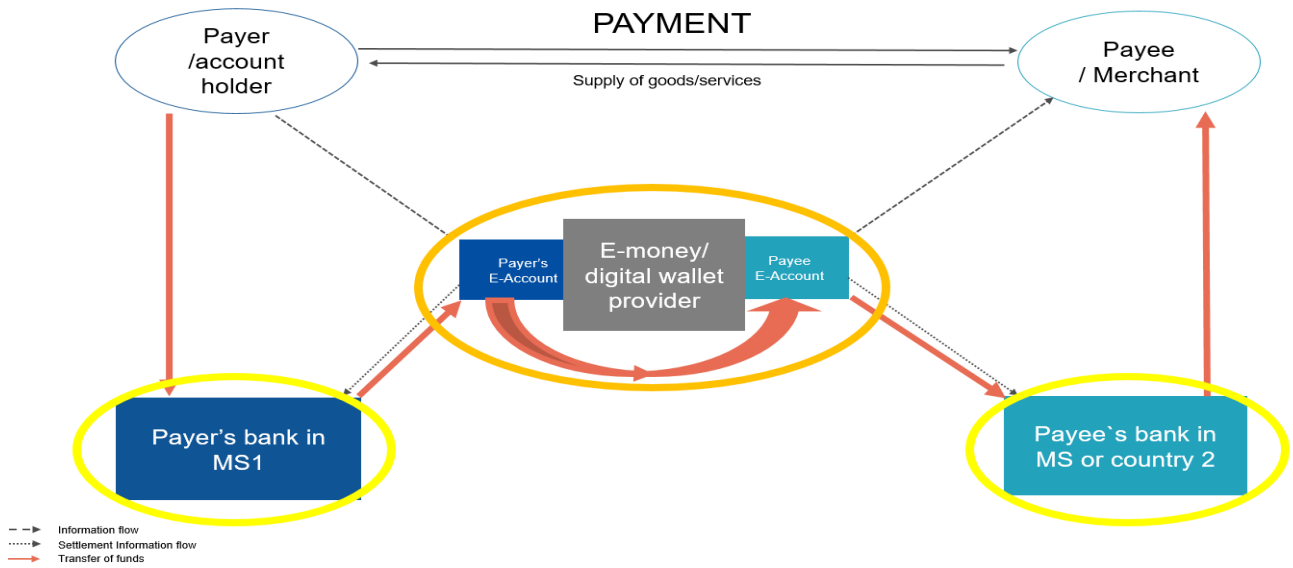 PAYMENT
Payer
/account
holder
Payee
/ Merchant
Supply of goods/services
Payer's
E-Account
E-money/
digital wallet
provider
Payee
E-Account
Payer’s bank in
MS1
Payee`s bank in
MS or country 2
Information flow
Settlement Information flow
Transfer of funds